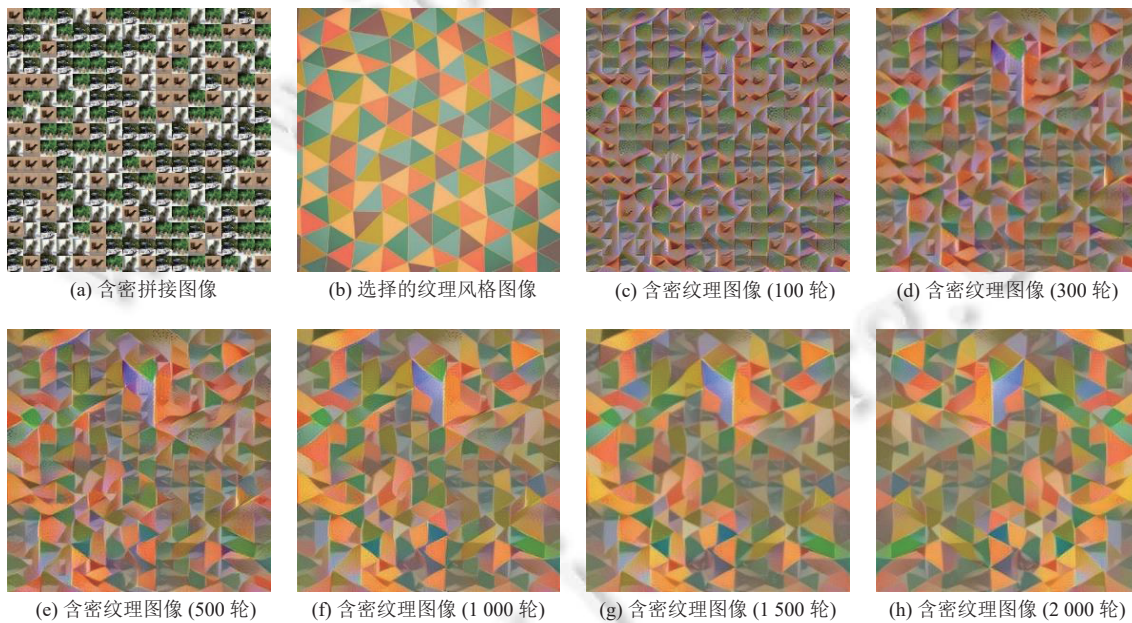 (a) 含密拼接图像
(b) 选择的纹理风格图像
(c) 含密纹理图像 (100 轮)
(d) 含密纹理图像 (300 轮)
(e) 含密纹理图像 (500 轮)
(f) 含密纹理图像 (1 000 轮)
(g) 含密纹理图像 (1 500 轮)
(h) 含密纹理图像 (2 000 轮)